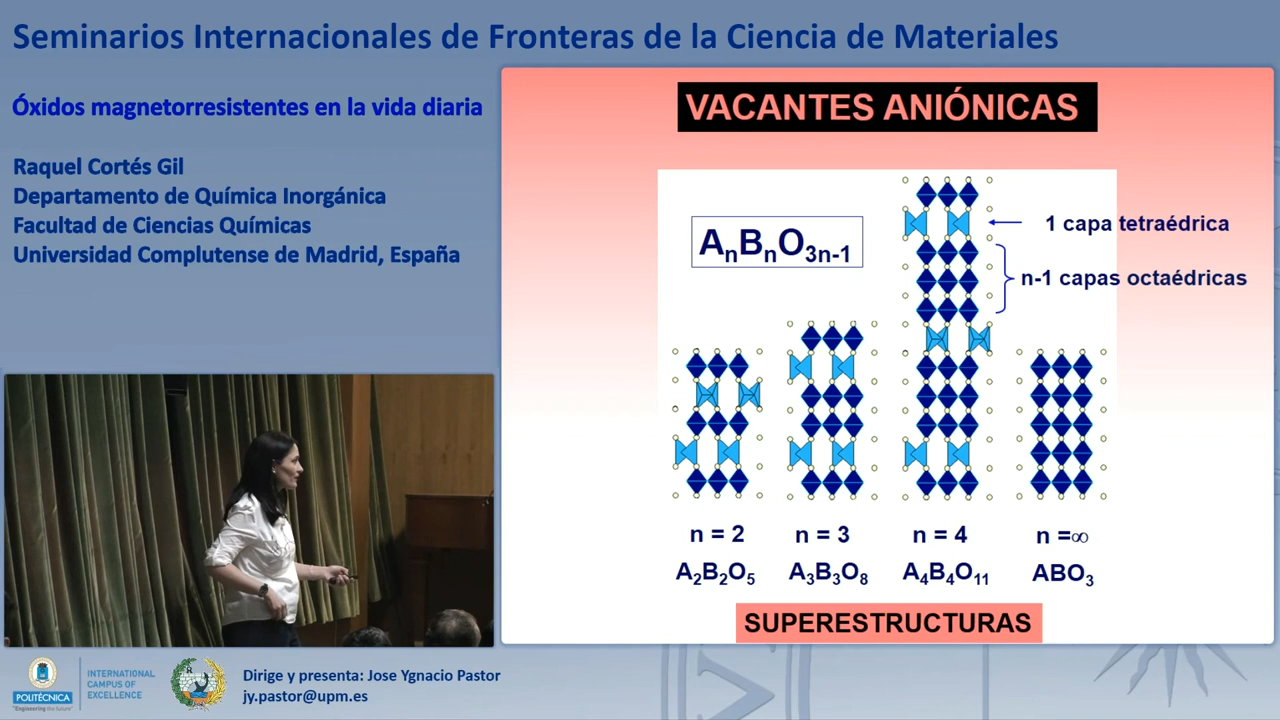 Seminarios Internacionales de Fronteras de la Ciencia de Materiales
Óxidos magnetorresistentes en la vida diaria
Raquel Cortés Gil
Departamento de Química Inorgánica
Facultad de Ciencias Químicas
Universidad Complutense de Madrid, España
VACANTES ANIÓNICAS
AnBnO3n-1
1 capa tetraédrica
n-1 capas octaédricas
n = 2
n = 3
n = 4
n =∞
A2B2O5
A3B3O8
A4B4O11
ABO3
SUPERESTRUCTURAS
POLITÉCNICA
"Engineering the future"
INTERNATIONAL
CAMPUS OF
EXCELLENCE
Dirige y presenta: Jose Ygnacio Pastor
jy.pastor@upm.es